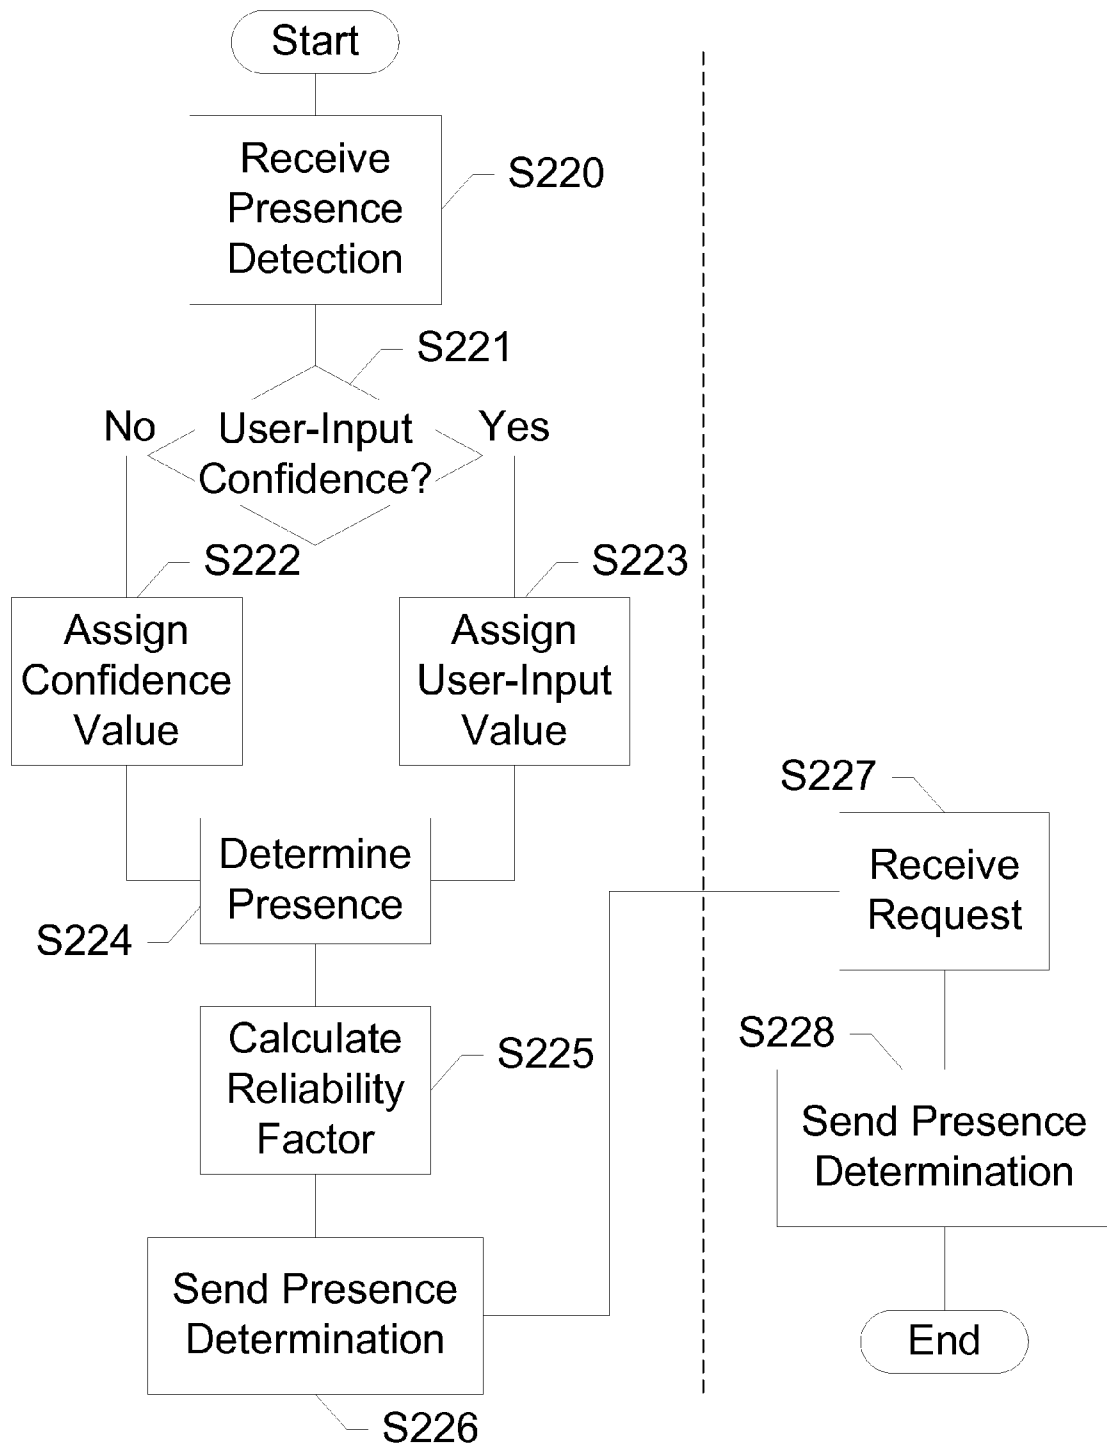 Start
Receive
Presence
Detection
S220
S221
No
User-Input
Confidence?
Yes
S222
S223
Assign
Confidence
Value
Assign
User-Input
Value
Determine
Presence
S224
Calculate
Reliability
Factor
S225
Send Presence
Determination
S226
S227
Receive
Request
S228
Send Presence
Determination
End